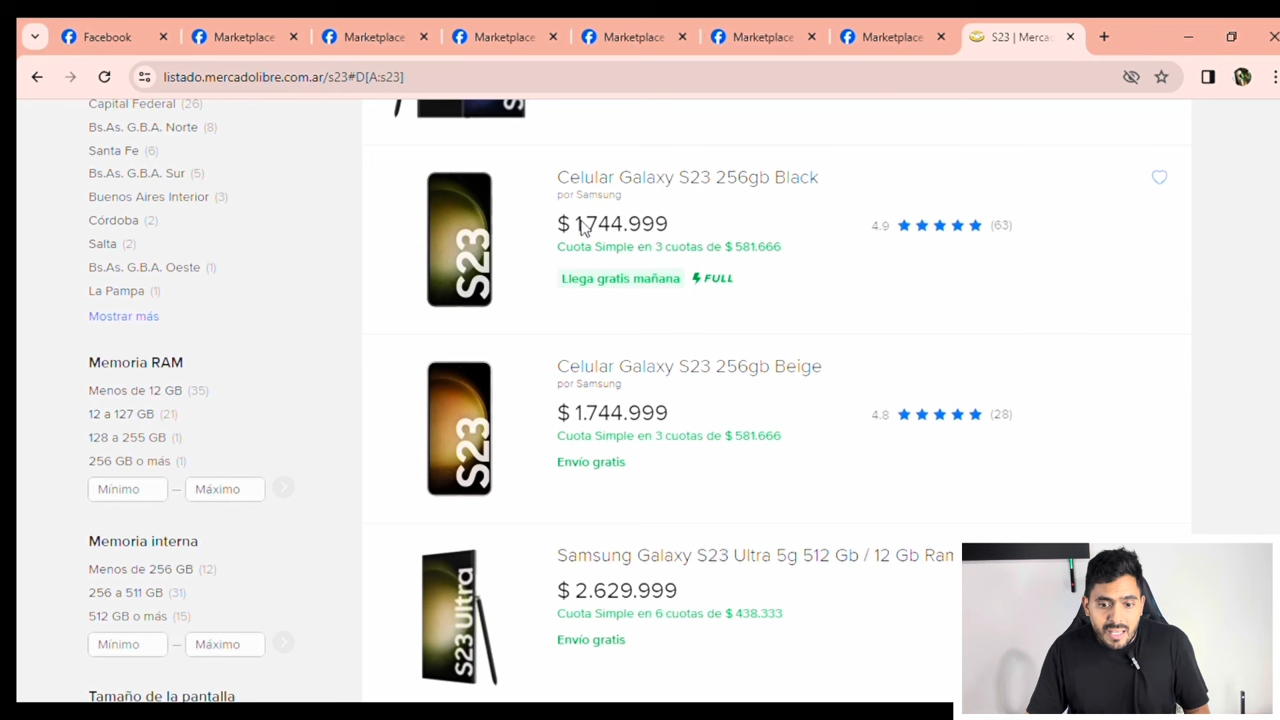 Facebook
Marketplace
Marketplace
Marketplace
Marketplace
Marketplace
Marketplace
S23 | Merca
listado.mercadolibre.com.ar/s23#D[A:s23]
Capital Federal (26)
Bs.As. G.B.A. Norte (8)
Santa Fe (6)
Bs.As. G.B.A. Sur (5)
Buenos Aires Interior (3)
Córdoba (2)
Salta (2)
Bs.As. G.B.A. Oeste (1)
La Pampa (1)
Mostrar más
Memoria RAM
Menos de 12 GB (35)
12 a 127 GB (21)
128 a 255 GB (1)
256 GB o más (1)
Mínimo — Máximo
Memoria interna
Menos de 256 GB (12)
256 a 511 GB (31)
512 GB o más (15)
Mínimo — Máximo
Tamaño de la pantalla
S23
Celular Galaxy S23 256gb Black
por Samsung
$ 1.744.999
4.9 (63)
Cuota Simple en 3 cuotas de $ 581.666
Llega gratis mañana FULL
S23
Celular Galaxy S23 256gb Beige
por Samsung
$ 1.744.999
4.8 (28)
Cuota Simple en 3 cuotas de $ 581.666
Envío gratis
S23 Ultra
Samsung Galaxy S23 Ultra 5g 512 Gb / 12 Gb Ram
$ 2.629.999
Cuota Simple en 6 cuotas de $ 438.333
Envío gratis